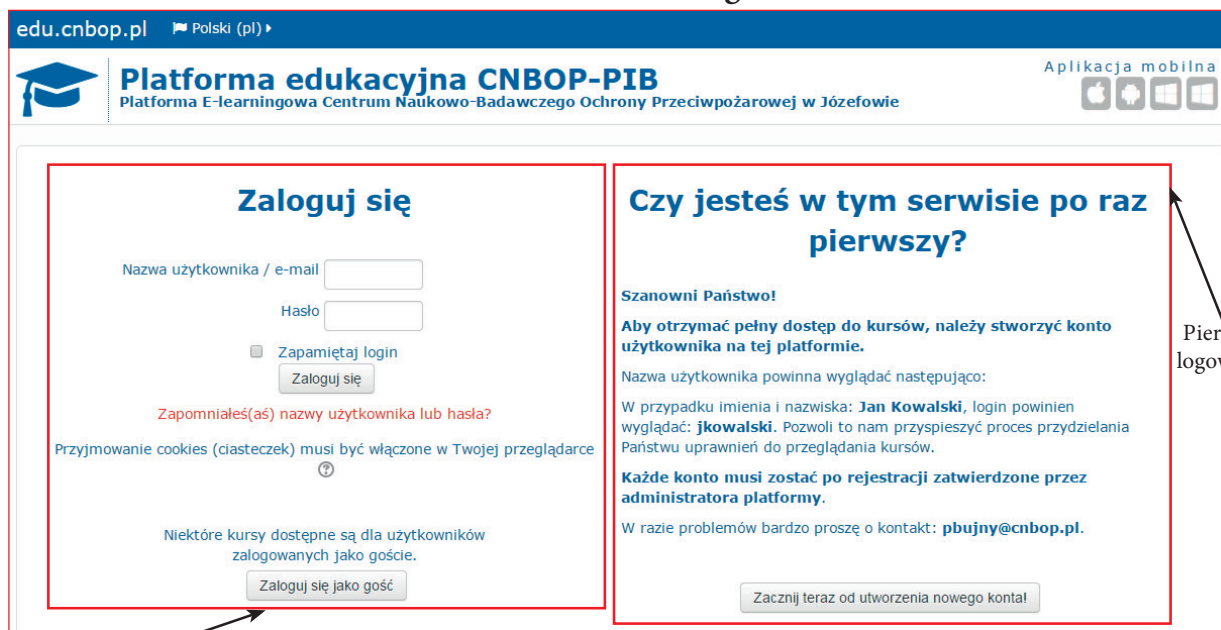 edu.cnbop.pl Polski (pl)
Platforma edukacyjna CNBOP-PIB
Platforma E-learningowa Centrum Naukowo-Badawczego Ochrony Przeciwpożarowej w Józefowie
Aplikacja mobilna
Zaloguj się
Nazwa użytkownika / e-mail
Hasło
Zapamiętaj login
Zaloguj się
Zapomniałeś(aś) nazwy użytkownika lub hasła?
Przyjmowanie cookies (ciasteczek) musi być włączone w Twojej przeglądarce
Niektóre kursy dostępne są dla użytkowników
zalogowanych jako goście.
Zaloguj się jako gość
Czy jesteś w tym serwisie po raz
pierwszy?
Szanowni Państwo!
Aby otrzymać pełny dostęp do kursów, należy stworzyć konto
użytkownika na tej platformie.
Nazwa użytkownika powinna wyglądać następująco:
W przypadku imienia i nazwiska: Jan Kowalski, login powinien
wyglądać: jkowalski. Pozwoli to nam przyspieszyć proces przydzielania
Państwu uprawnień do przeglądania kursów.
Każde konto musi zostać po rejestracji zatwierdzone przez
administratora platformy.
W razie problemów bardzo proszę o kontakt: pbujny@cnbop.pl.
Zacznij teraz od utworzenia nowego konta!